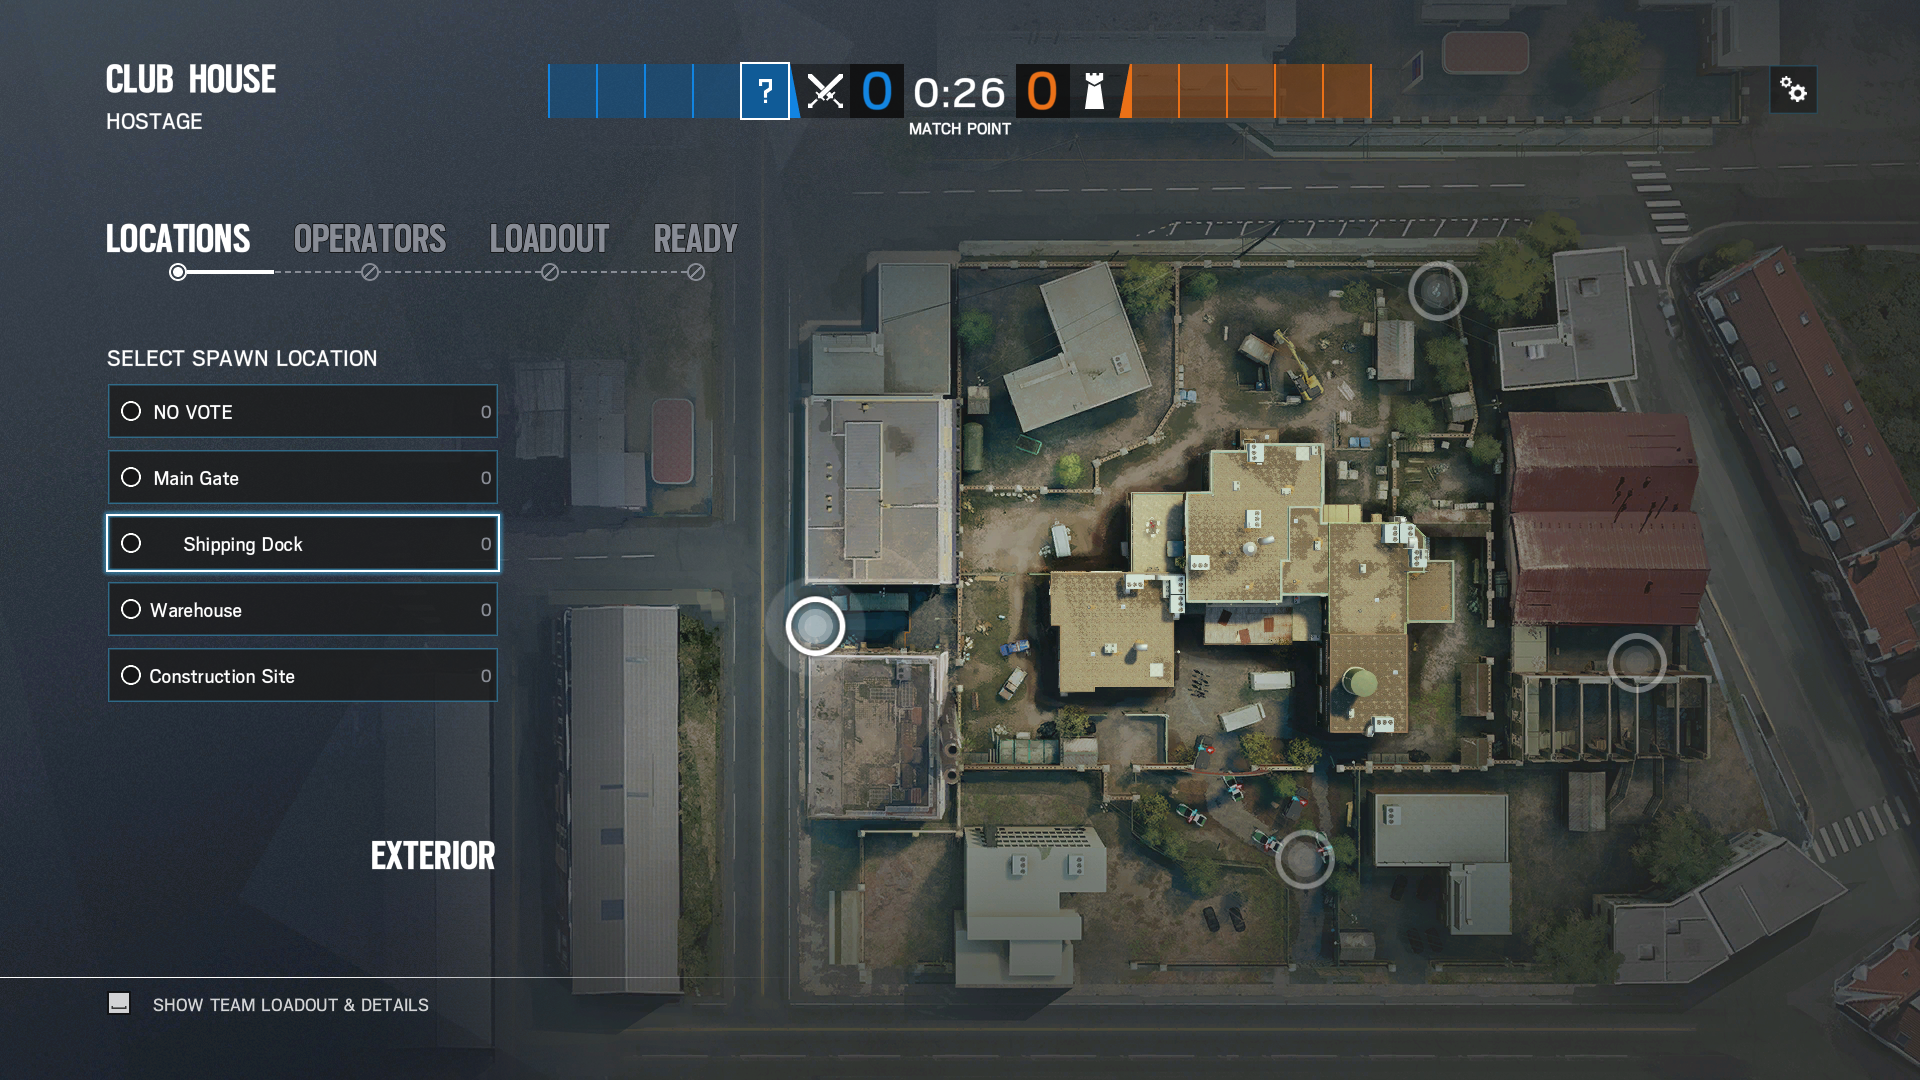 CLUB HOUSE
HOSTAGE
?
0
0:26
0
MATCH POINT
LOCATIONS
OPERATORS
LOADOUT
READY
SELECT SPAWN LOCATION
NO VOTE 0
Main Gate 0
Shipping Dock 0
Warehouse 0
Construction Site 0
EXTERIOR
SHOW TEAM LOADOUT & DETAILS